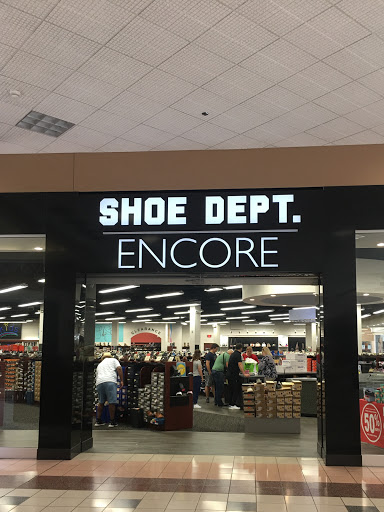 SHOE DEPT.
ENCORE
CLEARANCE
50%